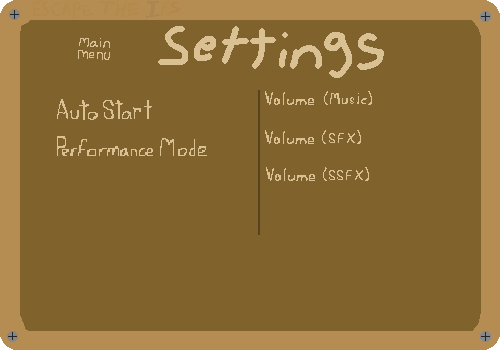 Main
Menu
Settings
Auto Start
Performance Mode
Volume (Music)
Volume (SFX)
Volume (SSFX)